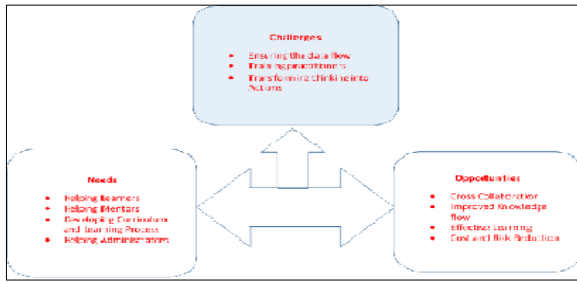 Challenges
Ensuring the data flow
Training practitioners
Transforming thinking into
Actions
Needs
Helping Learners
Helping Mentors
Developing Curriculum
and Learning Process
Helping Administrators
Opportunities
Cross Collaboration
Improved Knowledge
flow
Effective Learning
Cost and Risk Reduction